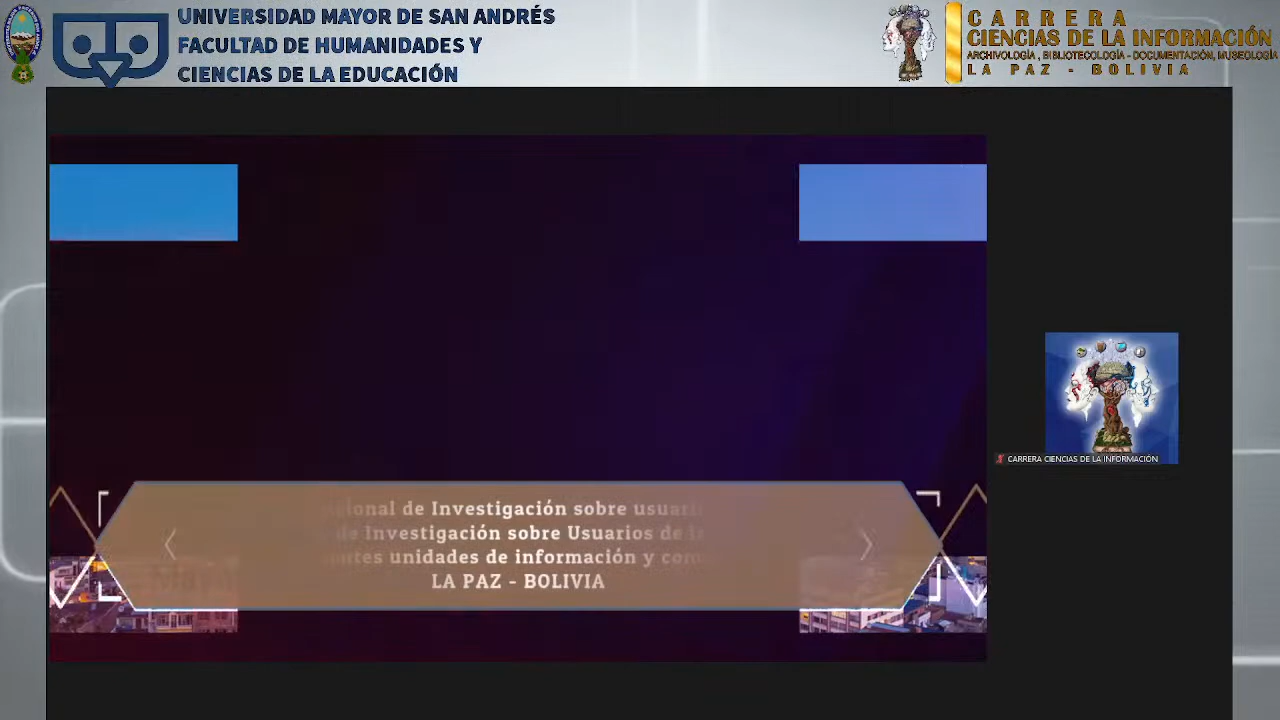 UNIVERSIDAD MAYOR DE SAN ANDRÉS
FACULTAD DE HUMANIDADES Y
CIENCIAS DE LA EDUCACIÓN
CARRERA
CIENCIAS DE LA INFORMACIÓN
ARCHIVOLOGÍA , BIBLIOTECOLOGÍA - DOCUMENTACIÓN, MUSEOLOGÍA
LA PAZ - BOLIVIA
de Investigación sobre
de Investigación sobre Usuarios de
unidades de información y
LA PAZ - BOLIVIA
CARRERA CIENCIAS DE LA INFORMACIÓN